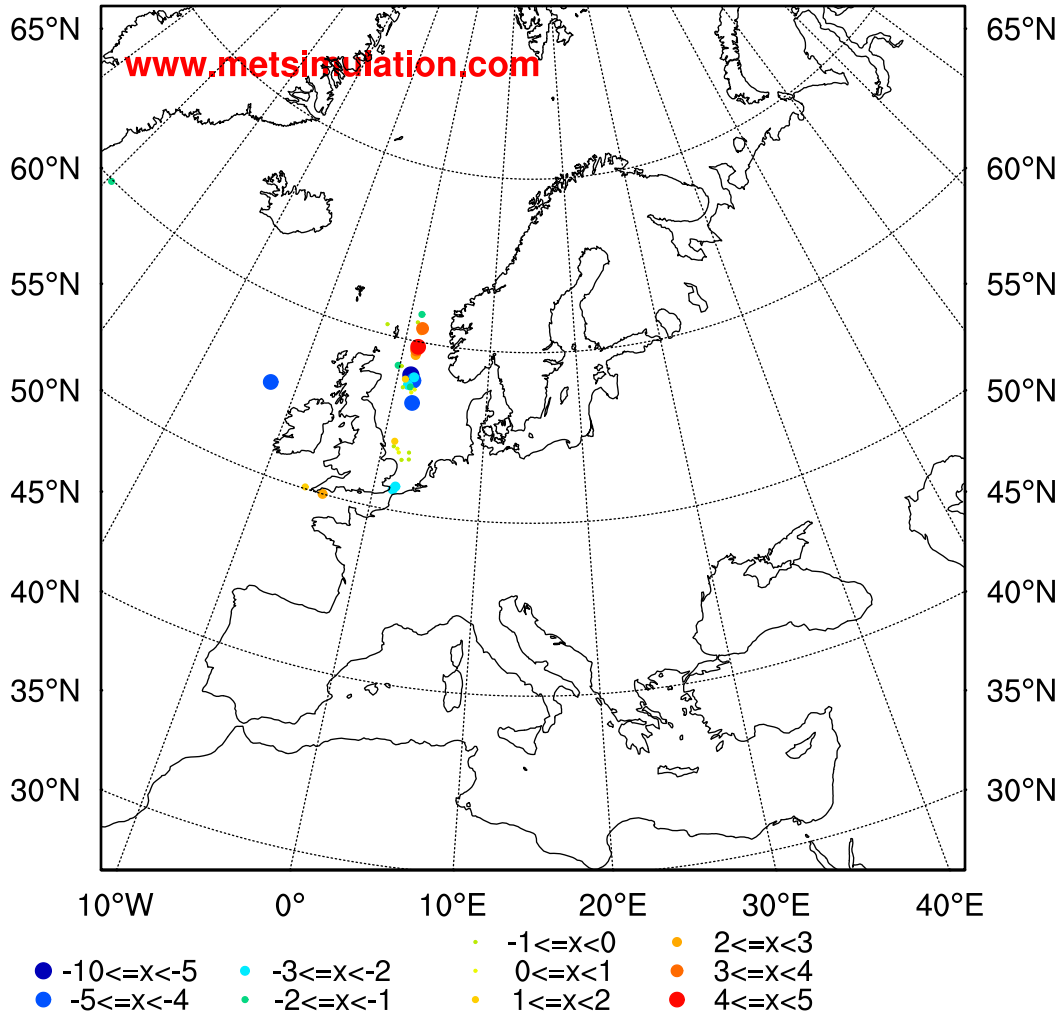 65°N 65°N
www.metsimulation.com
60°N 60°N
55°N 55°N
50°N 50°N
45°N 45°N
40°N 40°N
35°N 35°N
30°N 30°N
10°W 0° 10°E 20°E 30°E 40°E
-1<=x<0 2<=x<3
-10<=x<-5 -3<=x<-2 0<=x<1 3<=x<4
-5<=x<-4 -2<=x<-1 1<=x<2 4<=x<5